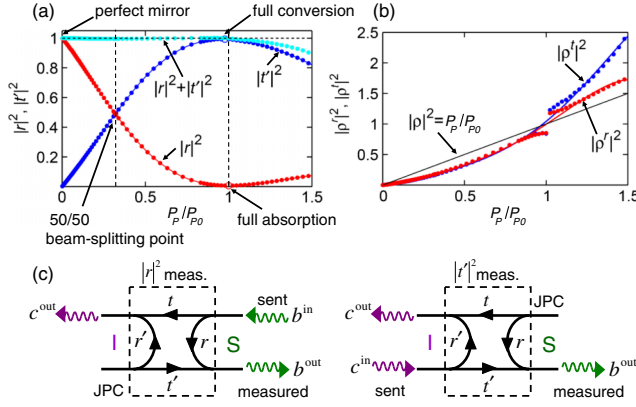 (a)
perfect mirror
full conversion
(b)
1
0.8
0.6
0.4
0.2
0
0.5
1
1.5
|r|², |t′|²
|r|²+|t′|²
|t′|²
|r|²
50/50
beam-splitting point
P_P/P_P0
full absorption
2.5
2
1.5
1
0.5
0
0
0.5
1
1.5
|ρ^r|², |ρ^t|²
|ρ^t|²
|ρ|²=P_P/P_P0
|ρ^r|²
P_P/P_P0
(c)
|r|² meas.
c^out
t
sent
b^in
I
r′
r
S
JPC
t′
b^out
measured
|t′|² meas.
c^out
t
JPC
I
r′
r
S
c^in
sent
t′
b^out
measured